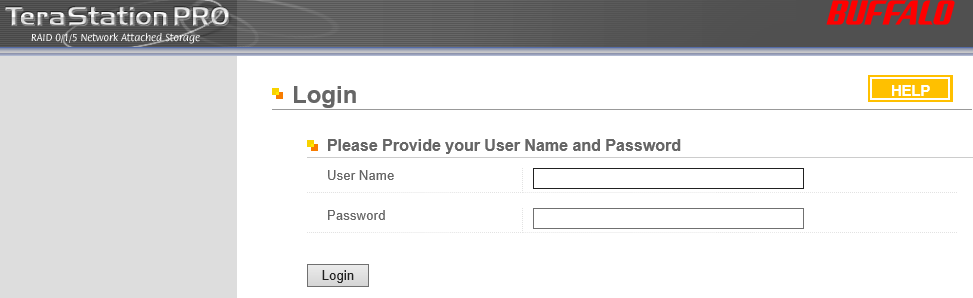 TeraStation PRO
RAID 0/1/5 Network Attached Storage
BUFFALO
Login
HELP
Please Provide your User Name and Password
User Name
Password
Login